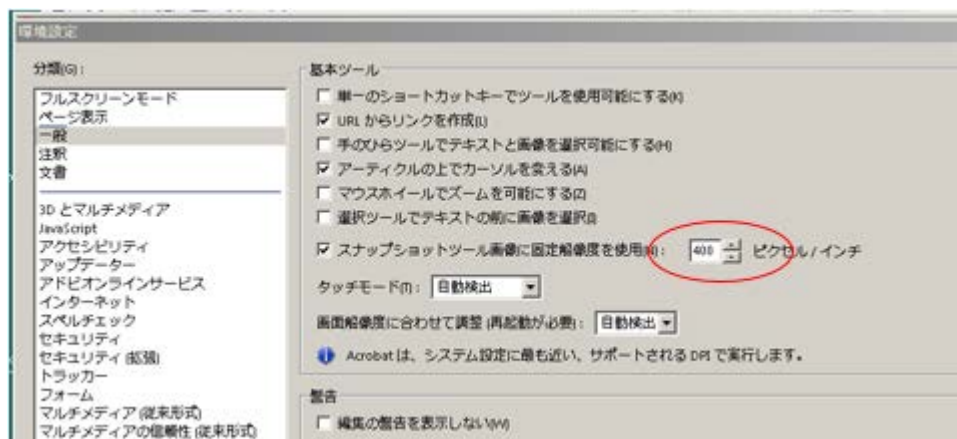 環境設定
分類(G):
フルスクリーンモード
ページ表示
一般
注釈
文書
3D とマルチメディア
JavaScript
アクセシビリティ
アップデーター
アドビオンラインサービス
インターネット
スペルチェック
セキュリティ
セキュリティ (拡張)
トラッカー
フォーム
マルチメディア (従来形式)
マルチメディアの信頼性 (従来形式)
基本ツール
単一のショートカットキーでツールを使用可能にする(K)
URL からリンクを作成(L)
手のひらツールでテキストと画像を選択可能にする(H)
アーティクルの上でカーソルを変える(A)
マウスホイールでズームを可能にする(Z)
選択ツールでテキストの前に画像を選択(I)
スナップショットツール画像に固定解像度を使用(N): 400 ピクセル / インチ
タッチモード(T): 自動検出
画面解像度に合わせて調整 (再起動が必要): 自動検出
Acrobat は、システム設定に最も近い、サポートされる DPI で実行します。
警告
編集の警告を表示しない(W)